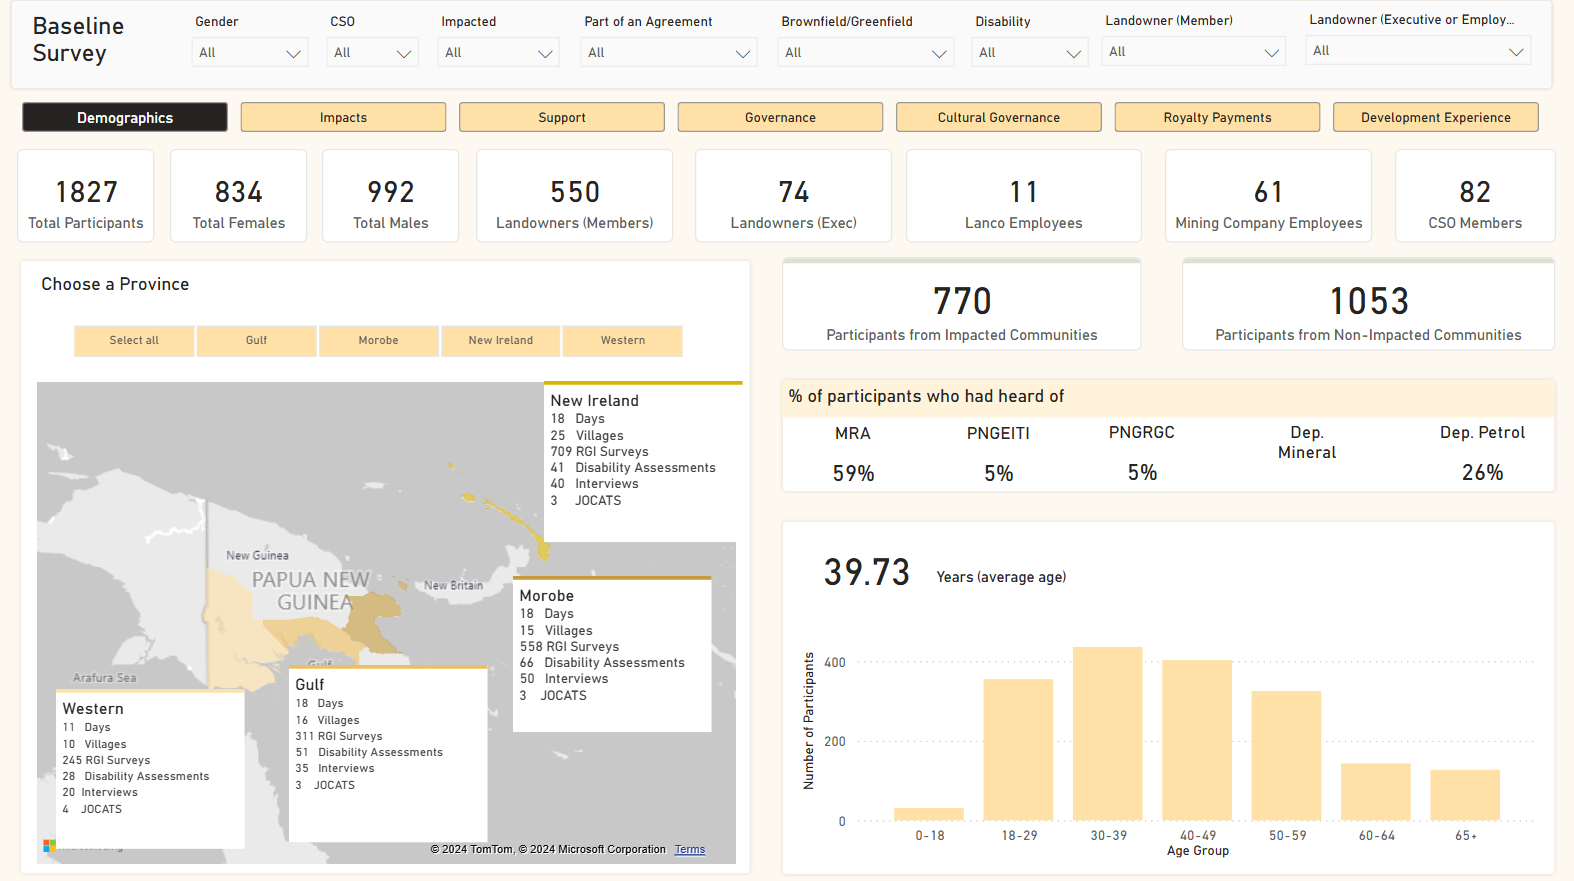 Baseline
Survey
Gender
CSO
Impacted
Part of an Agreement
Brownfield/Greenfield
Disability
Landowner (Member)
Landowner (Executive or Employ...
All
All
All
All
All
All
All
All
Demographics
Impacts
Support
Governance
Cultural Governance
Royalty Payments
Development Experience
1827
Total Participants
834
Total Females
992
Total Males
550
Landowners (Members)
74
Landowners (Exec)
11
Lanco Employees
61
Mining Company Employees
82
CSO Members
Choose a Province
Select all
Gulf
Morobe
New Ireland
Western
New Ireland
18 Days
25 Villages
709 RGI Surveys
41 Disability Assessments
40 Interviews
3 JOCATS
New Guinea
PAPUA NEW
GUINEA
New Britain
Arafura Sea
Gulf
Morobe
18 Days
15 Villages
558 RGI Surveys
66 Disability Assessments
50 Interviews
3 JOCATS
Gulf
18 Days
16 Villages
311 RGI Surveys
51 Disability Assessments
35 Interviews
3 JOCATS
Western
11 Days
10 Villages
245 RGI Surveys
28 Disability Assessments
20 Interviews
4 JOCATS
© 2024 TomTom, © 2024 Microsoft Corporation Terms
770
Participants from Impacted Communities
1053
Participants from Non-Impacted Communities
% of participants who had heard of
MRA
59%
PNGEITI
5%
PNGRGC
5%
Dep.
Mineral
Dep. Petrol
26%
39.73 Years (average age)
Number of Participants
400
200
0
0-18
18-29
30-39
40-49
50-59
60-64
65+
Age Group